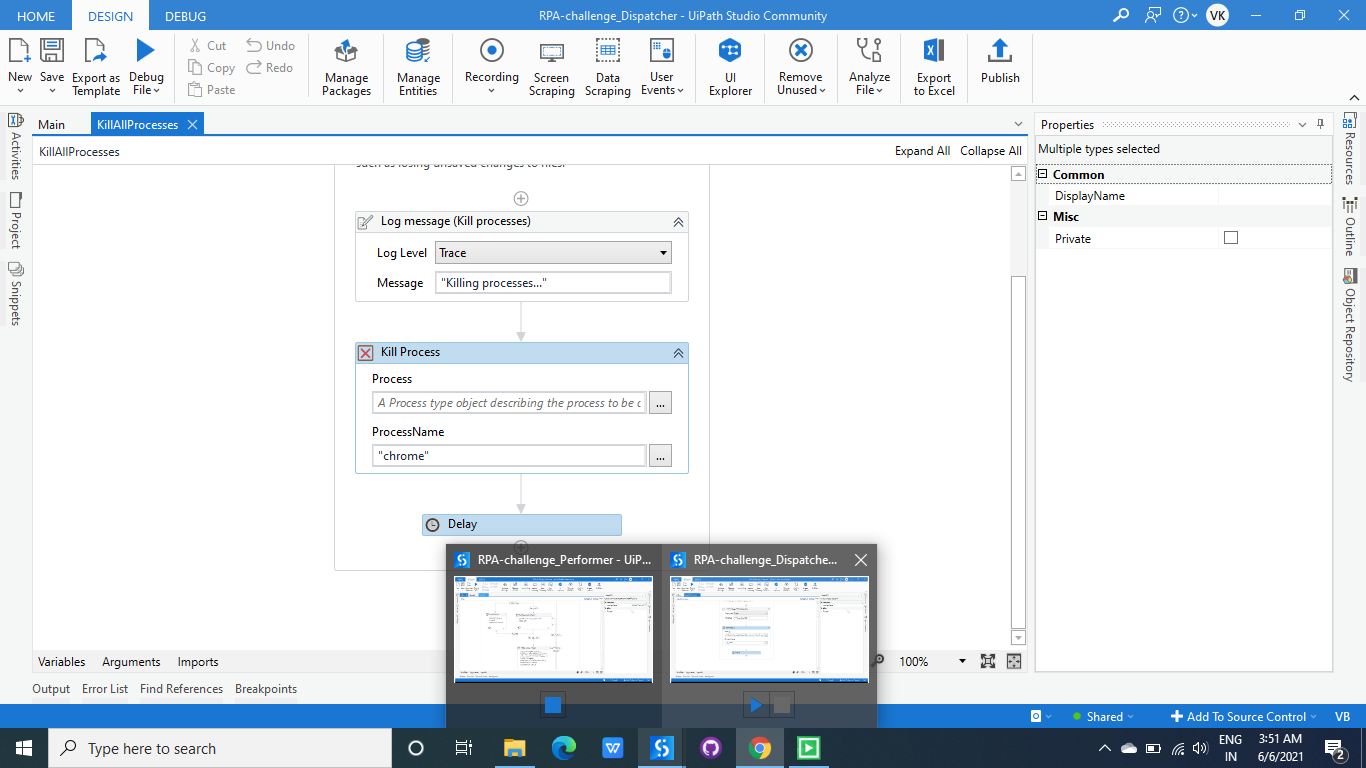 HOME DESIGN DEBUG RPA-challenge_Dispatcher - UiPath Studio Community VK
New Save Export as Template Debug File Cut Copy Paste Undo Redo Manage Packages Manage Entities Recording Screen Scraping Data Scraping User Events UI Explorer Remove Unused Analyze File Export to Excel Publish
Main KillAllProcesses
KillAllProcesses Expand All Collapse All
such as losing unsaved changes to files.
Log message (Kill processes)
Log Level Trace
Message "Killing processes..."
Kill Process
Process
A Process type object describing the process to be c ...
ProcessName
"chrome" ...
Delay
Activities
Project
Snippets
Properties
Multiple types selected
Common
DisplayName
Misc
Private
Resources
Outline
Object Repository
RPA-challenge_Performer - UiP... RPA-challenge_Dispatche...
Variables Arguments Imports 100%
Output Error List Find References Breakpoints
Shared Add To Source Control VB
Type here to search
ENG
IN
3:51 AM
6/6/2021
2